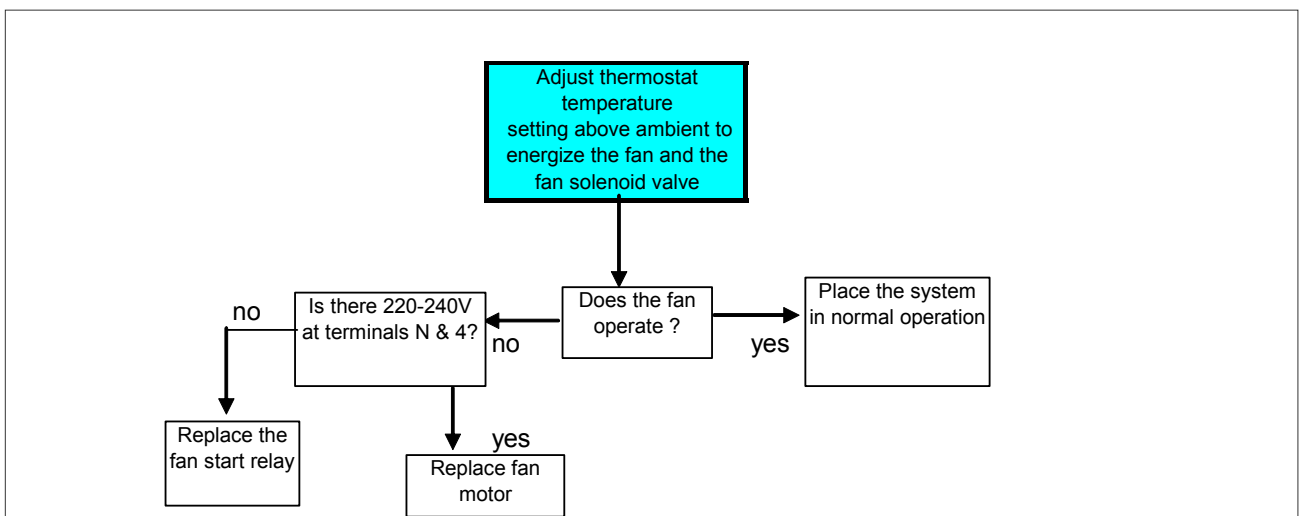 Adjust thermostat
temperature
setting above ambient to
energize the fan and the
fan solenoid valve
Does the fan
operate ?
yes
Place the system
in normal operation
no
Is there 220-240V
at terminals N & 4?
no
Replace the
fan start relay
yes
Replace fan
motor